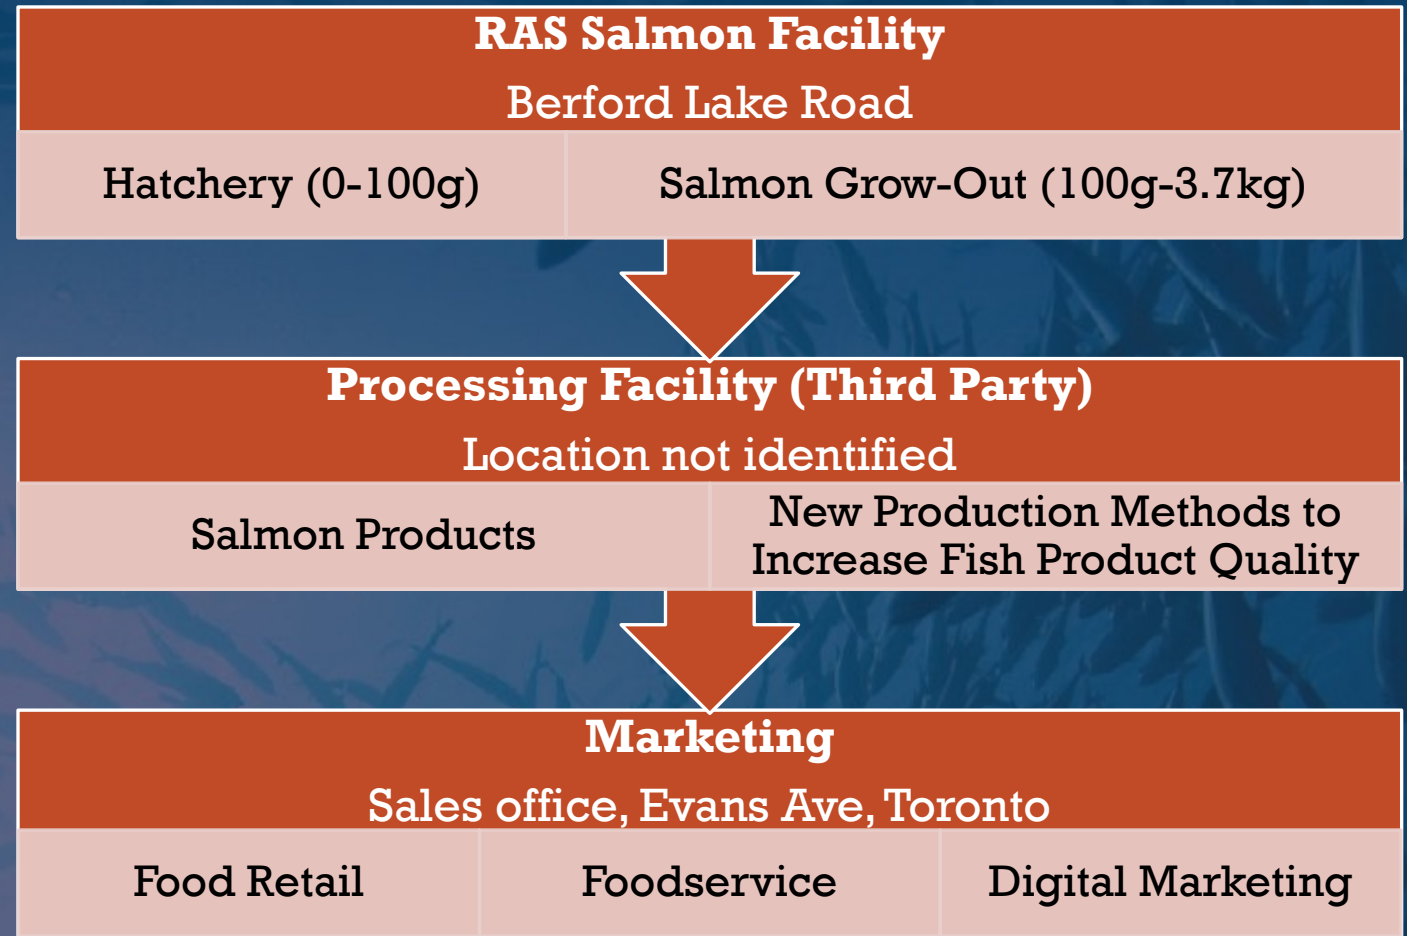 RAS Salmon Facility
Berford Lake Road
Hatchery (0-100g)
Salmon Grow-Out (100g-3.7kg)
Processing Facility (Third Party)
Location not identified
Salmon Products
New Production Methods to
Increase Fish Product Quality
Marketing
Sales office, Evans Ave, Toronto
Food Retail
Foodservice
Digital Marketing